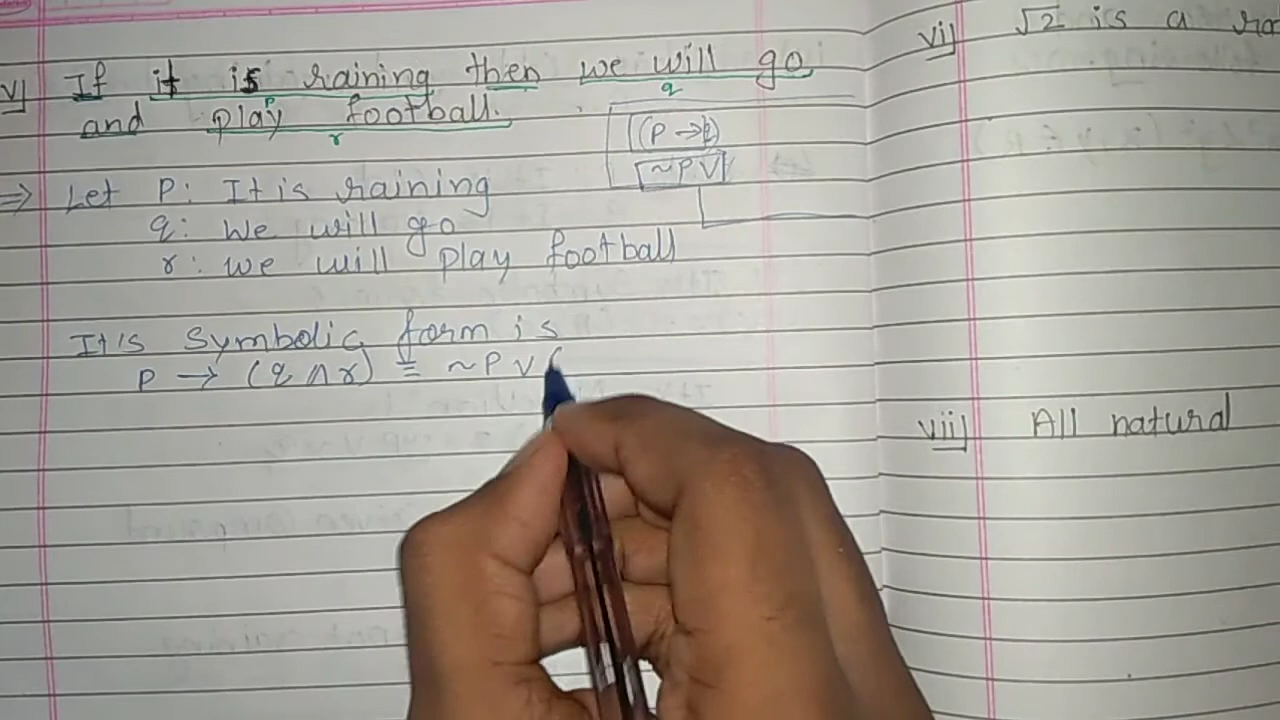 v) If it is raining then we will go
p q
and play football.
r
(P → q)
~P V
⇒ Let P: It is raining
q: We will go
r: we will play football
It's Symbolic form is
P → (q ∧ r) ≡ ~P v (
vi) √2 is a
vii) All natural